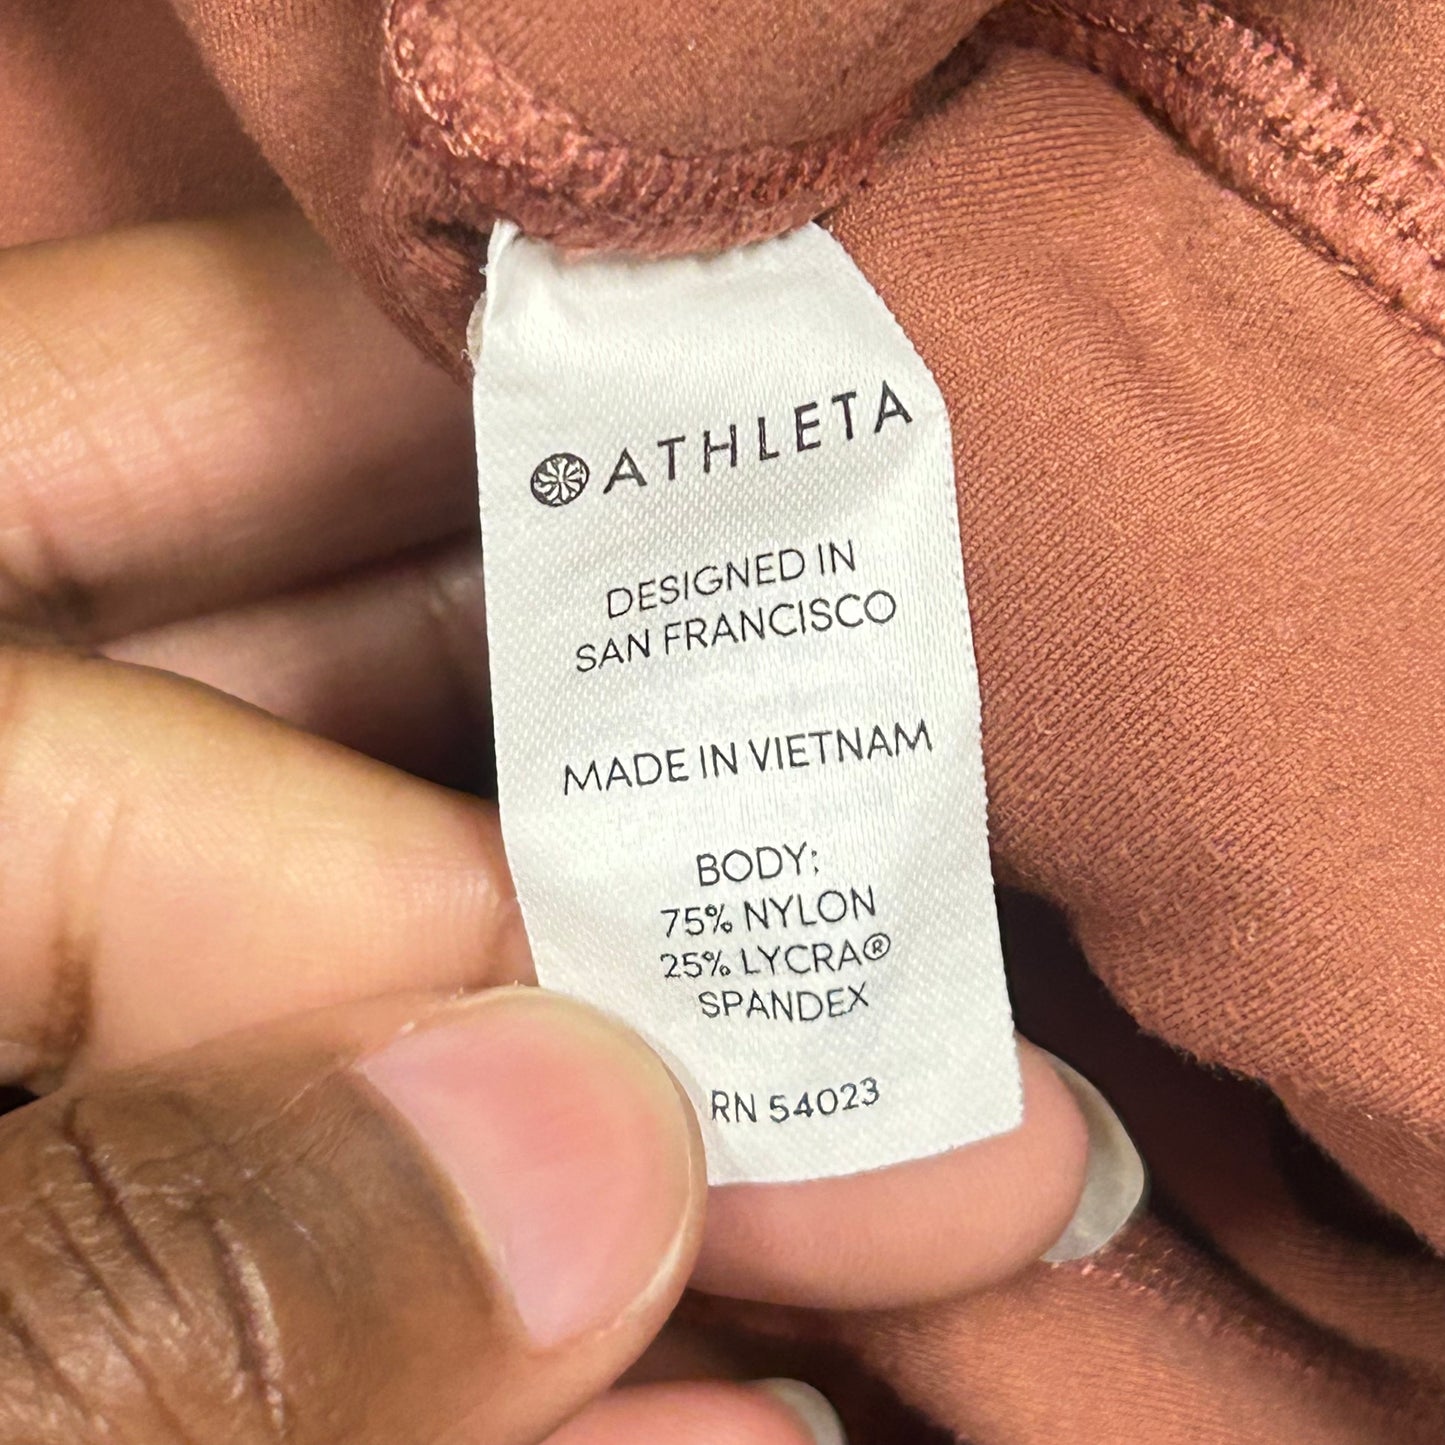 ATHLETA
DESIGNED IN
SAN FRANCISCO
MADE IN VIETNAM
BODY:
75% NYLON
25% LYCRA®
SPANDEX
RN 54023